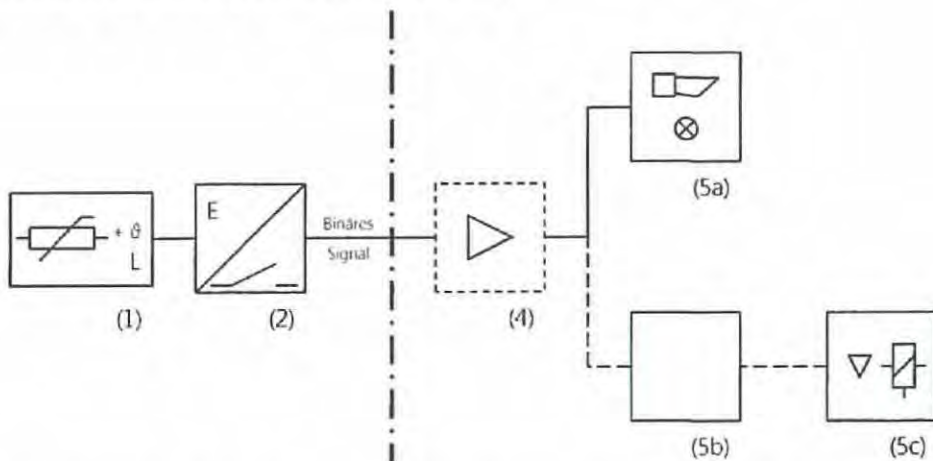 (5a)
E
Binäres
Signal
+ ϑ
L
(1)
(2)
(4)
(5b)
(5c)